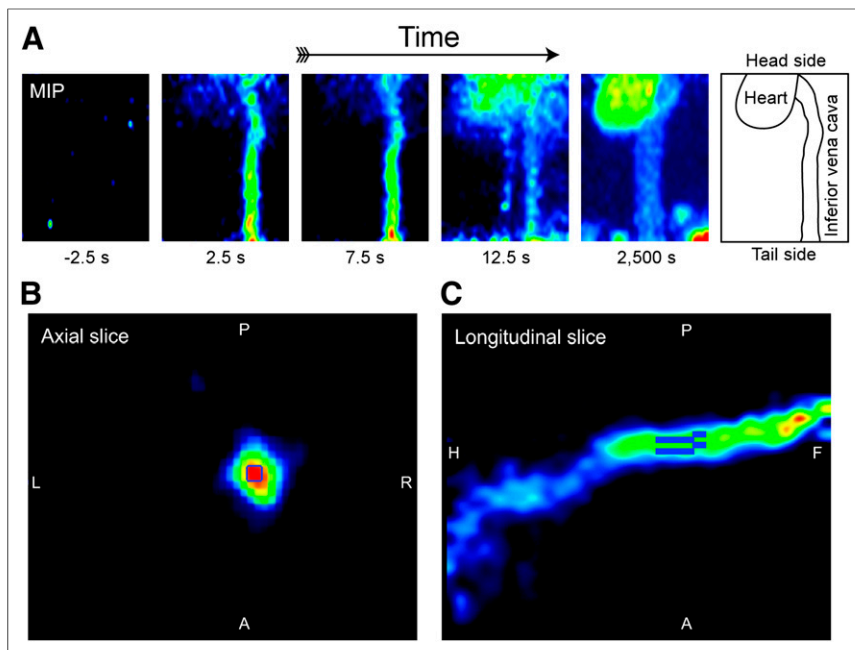 A
Time
MIP
-2.5 s
2.5 s
7.5 s
12.5 s
2,500 s
Head side
Heart
Inferior vena cava
Tail side
B
Axial slice
P
L
R
A
C
Longitudinal slice
P
H
F
A